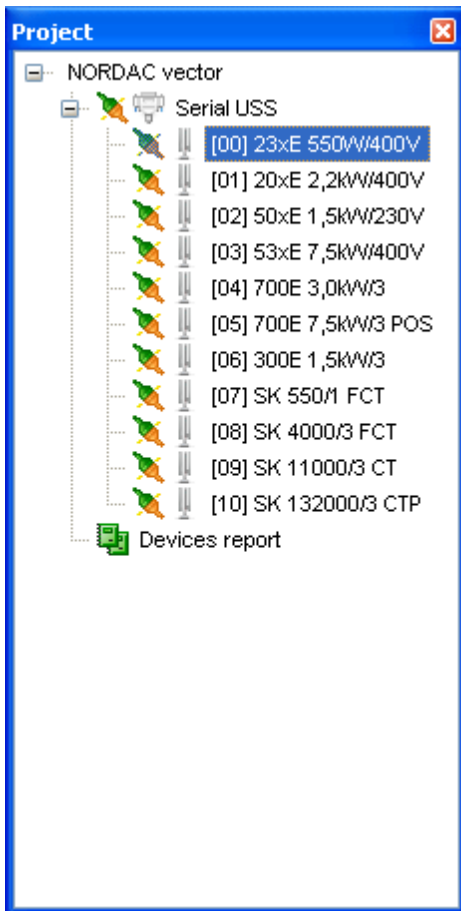 Project
NORDAC vector
Serial USS
[00] 23xE 550W/400V
[01] 20xE 2,2kW/400V
[02] 50xE 1,5kW/230V
[03] 53xE 7,5kW/400V
[04] 700E 3,0kW/3
[05] 700E 7,5kW/3 POS
[06] 300E 1,5kW/3
[07] SK 550/1 FCT
[08] SK 4000/3 FCT
[09] SK 11000/3 CT
[10] SK 132000/3 CTP
Devices report